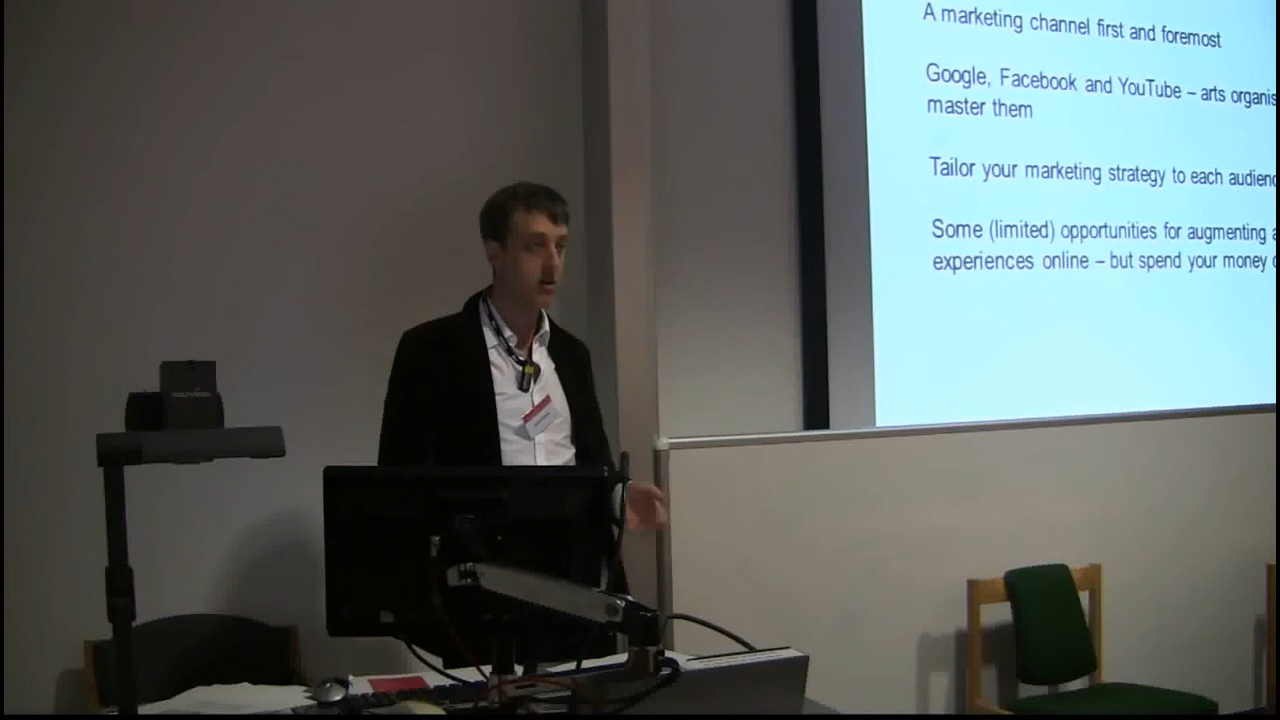 A marketing channel first and foremost
Google, Facebook and YouTube – arts organis
master them
Tailor your marketing strategy to each audienc
Some (limited) opportunities for augmenting a
experiences online – but spend your money